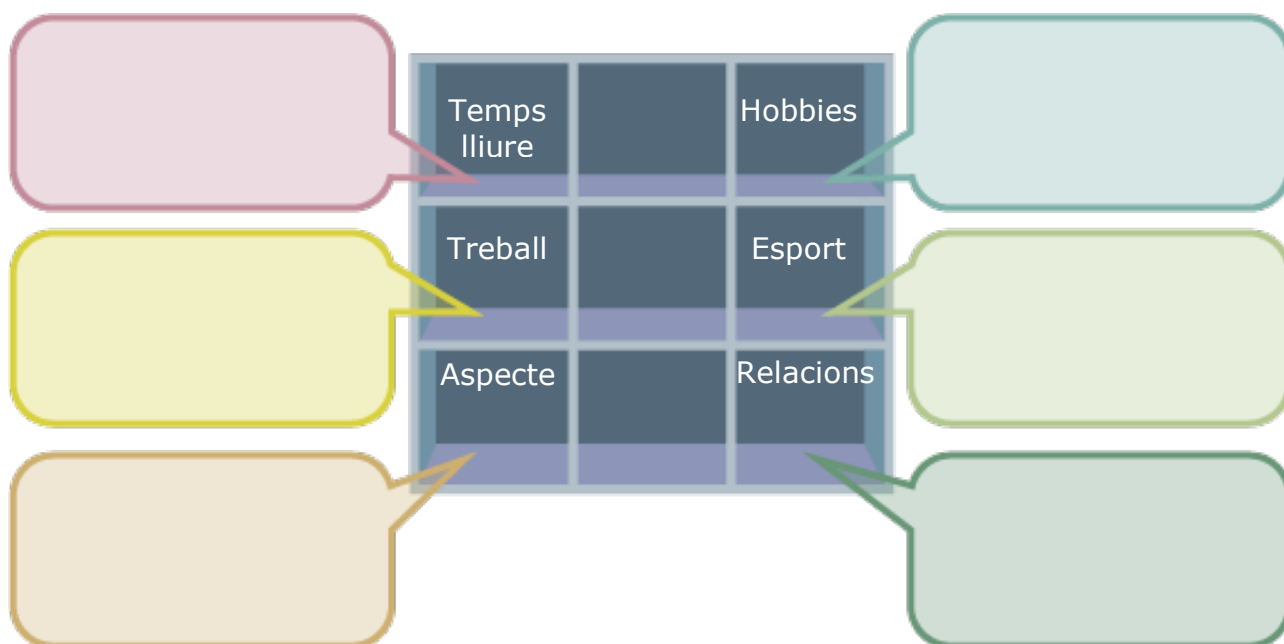 Temps
lliure
Hobbies
Treball
Esport
Aspecte
Relacions